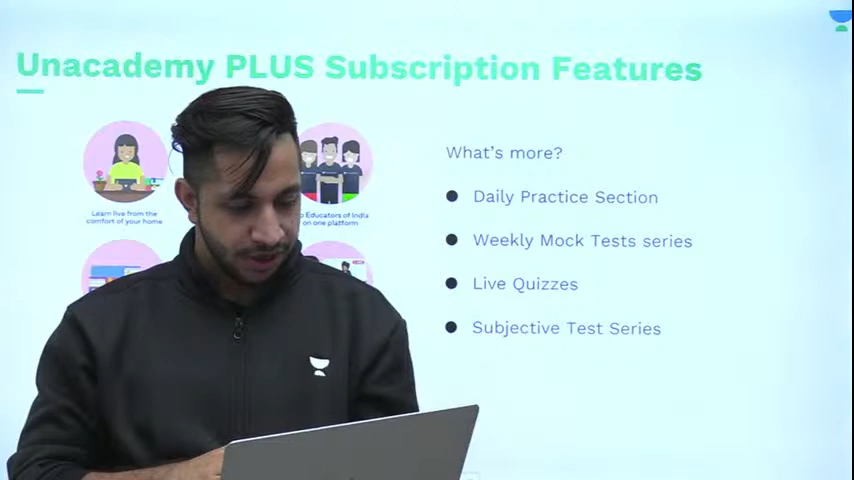 Unacademy PLUS Subscription Features
What's more?
Learn live from the
comfort of your home
Educators of India
on one platform
Daily Practice Section
Weekly Mock Tests series
Live Quizzes
Subjective Test Series